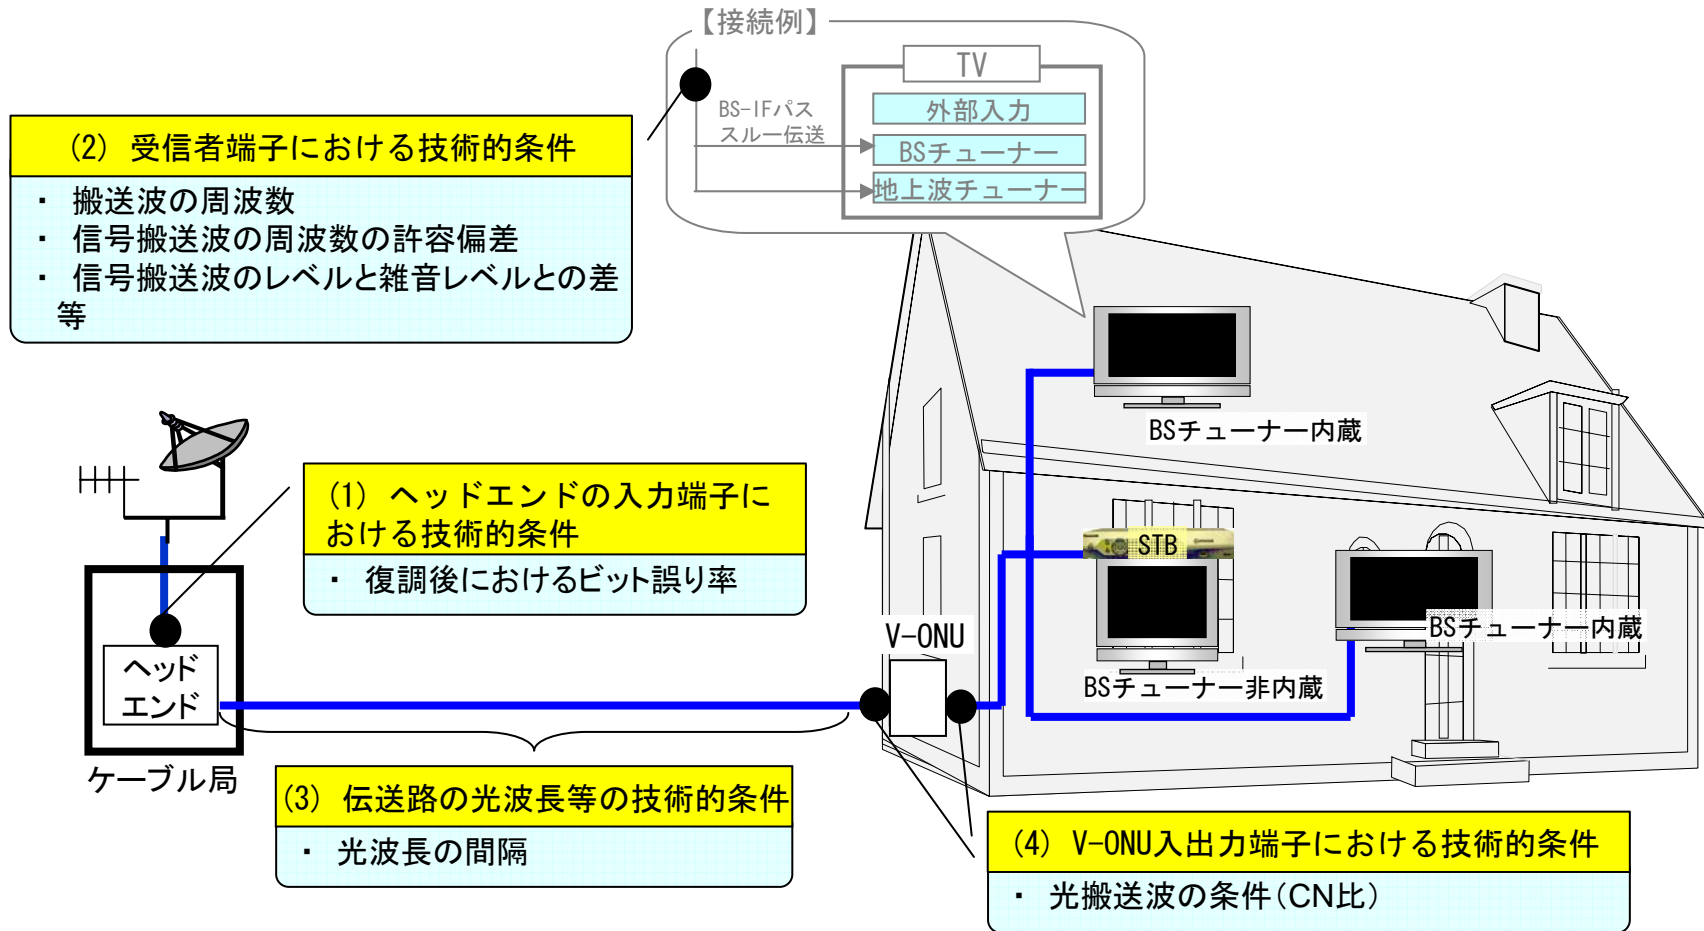 【接続例】
TV
外部入力
BS-IFパス
スルー伝送
BSチューナー
地上波チューナー
(2) 受信者端子における技術的条件
・ 搬送波の周波数
・ 信号搬送波の周波数の許容偏差
・ 信号搬送波のレベルと雑音レベルとの差
等
BSチューナー内蔵
(1) ヘッドエンドの入力端子に
おける技術的条件
・ 復調後におけるビット誤り率
STB
BSチューナー内蔵
V-ONU
BSチューナー非内蔵
ヘッド
エンド
ケーブル局
(3) 伝送路の光波長等の技術的条件
・ 光波長の間隔
(4) V-ONU入出力端子における技術的条件
・ 光搬送波の条件(CN比)